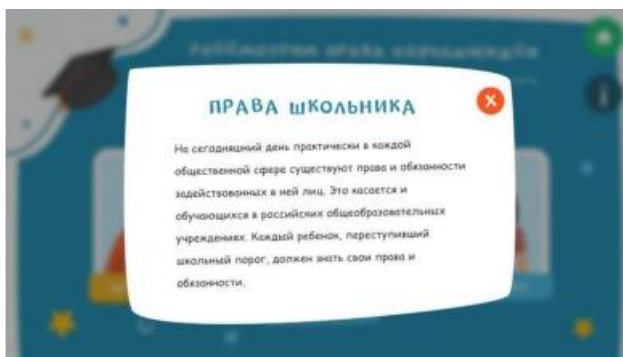 ПРАВА ШКОЛЬНИКА
X
На сегодняшний день практически в каждой
общественной сфере существуют права и обязанности
задействованных в ней лиц. Это касается и
обучающихся в российских общеобразовательных
учреждениях. Каждый ребенок, переступивший
школьный порог, должен знать свои права и
обязанности.